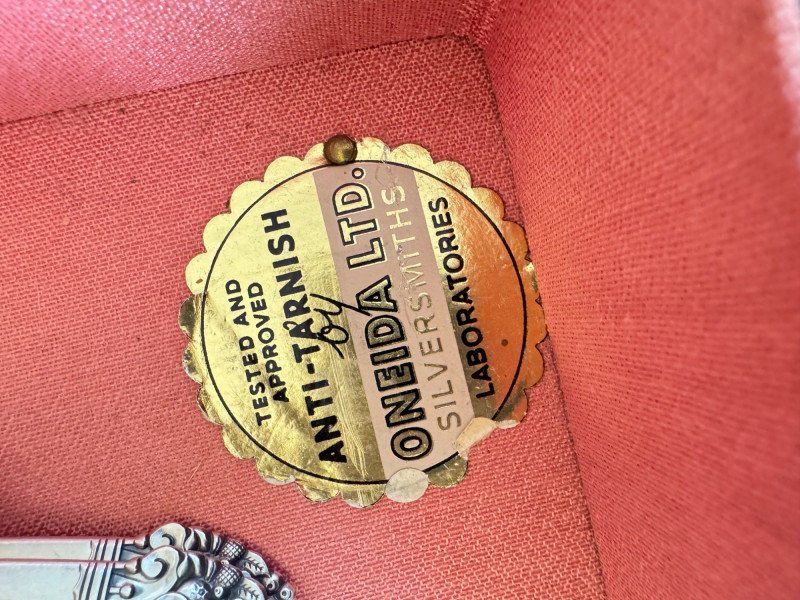 TESTED AND
APPROVED
ANTI-TARNISH
by
ONEIDA LTD.
SILVERSMITHS
LABORATORIES